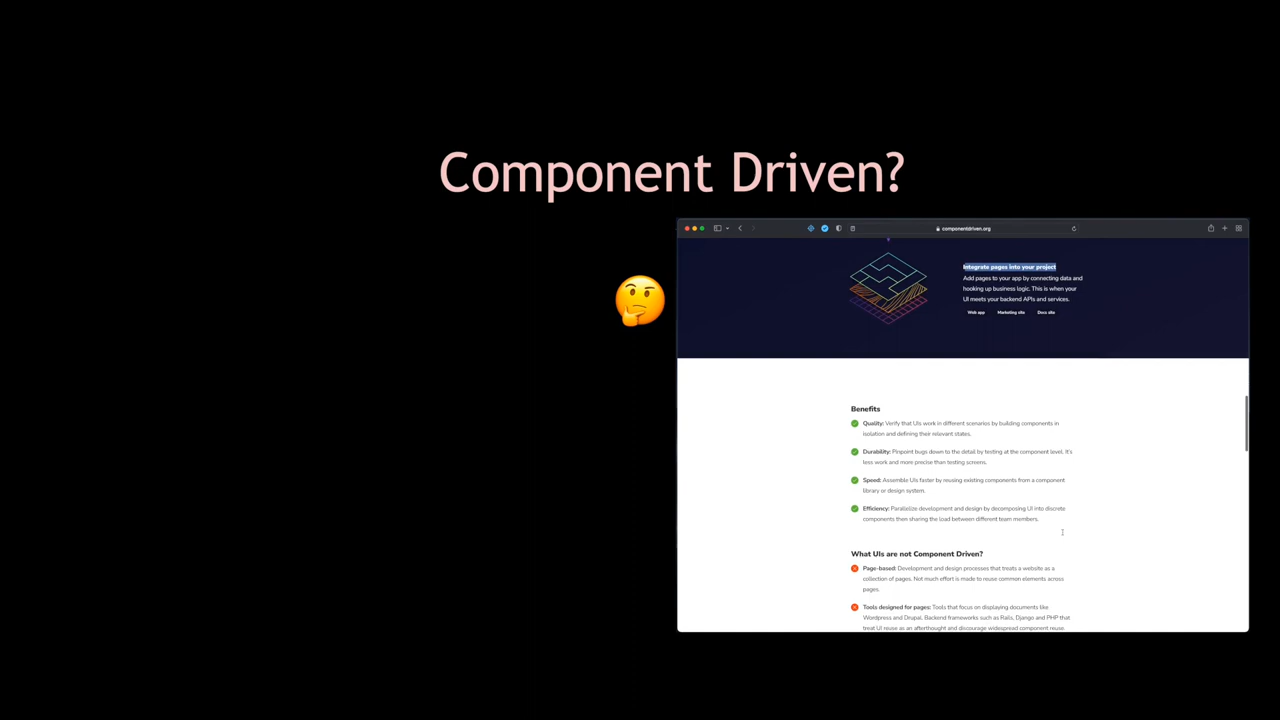 Component Driven?
componentdriven.org
Integrate pages into your project
Add pages to your app by connecting data and
hooking up business logic. This is when your
UI meets your backend APIs and services.
Web app Marketing site Docs site
Benefits
Quality: Verify that UIs work in different scenarios by building components in
isolation and defining their relevant states.
Durability: Pinpoint bugs down to the detail by testing at the component level. It's
less work and more precise than testing screens.
Speed: Assemble UIs faster by reusing existing components from a component
library or design system.
Efficiency: Parallelize development and design by decomposing UI into discrete
components then sharing the load between different team members.
What UIs are not Component Driven?
Page-based: Development and design processes that treats a website as a
collection of pages. Not much effort is made to reuse common elements across
pages.
Tools designed for pages: Tools that focus on displaying documents like
Wordpress and Drupal. Backend frameworks such as Rails, Django and PHP that
treat UI reuse as an afterthought and discourage widespread component reuse.